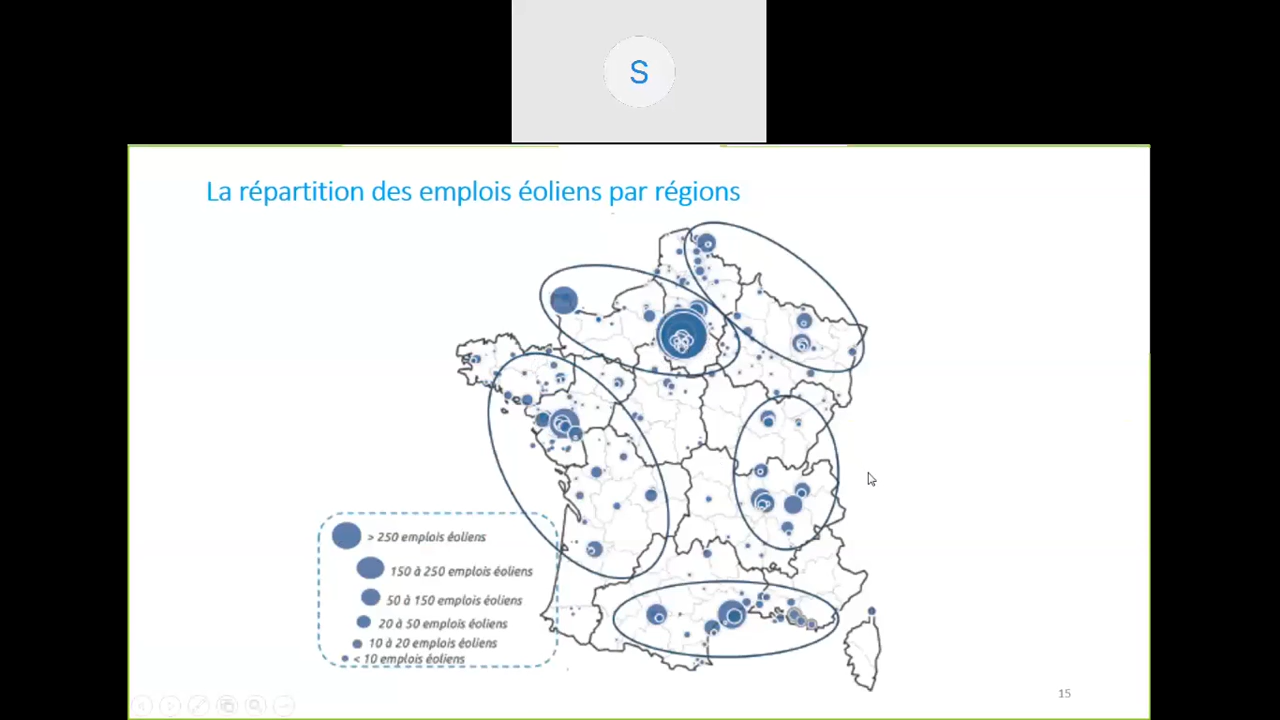 S
La répartition des emplois éoliens par régions
> 250 emplois éoliens
150 à 250 emplois éoliens
50 à 150 emplois éoliens
20 à 50 emplois éoliens
10 à 20 emplois éoliens
< 10 emplois éoliens
15